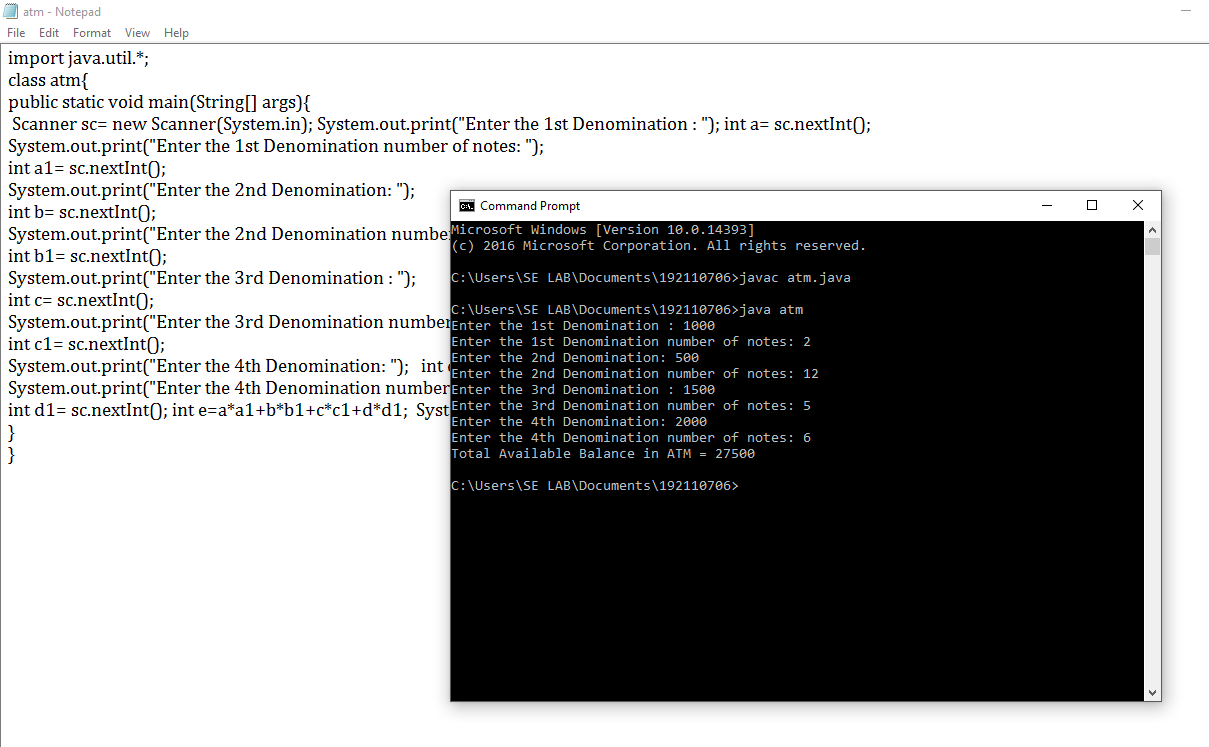 atm - Notepad
File Edit Format View Help
import java.util.*;
class atm{
public static void main(String[] args){
Scanner sc= new Scanner(System.in); System.out.print("Enter the 1st Denomination : "); int a= sc.nextInt();
System.out.print("Enter the 1st Denomination number of notes: ");
int a1= sc.nextInt();
System.out.print("Enter the 2nd Denomination: ");
int b= sc.nextInt();
System.out.print("Enter the 2nd Denomination numbe
int b1= sc.nextInt();
System.out.print("Enter the 3rd Denomination : ");
int c= sc.nextInt();
System.out.print("Enter the 3rd Denomination number
int c1= sc.nextInt();
System.out.print("Enter the 4th Denomination: "); int
System.out.print("Enter the 4th Denomination number
int d1= sc.nextInt(); int e=a*a1+b*b1+c*c1+d*d1; Syst
}
}
Command Prompt
Microsoft Windows [Version 10.0.14393]
(c) 2016 Microsoft Corporation. All rights reserved.
C:\Users\SE LAB\Documents\192110706>javac atm.java
C:\Users\SE LAB\Documents\192110706>java atm
Enter the 1st Denomination : 1000
Enter the 1st Denomination number of notes: 2
Enter the 2nd Denomination: 500
Enter the 2nd Denomination number of notes: 12
Enter the 3rd Denomination : 1500
Enter the 3rd Denomination number of notes: 5
Enter the 4th Denomination: 2000
Enter the 4th Denomination number of notes: 6
Total Available Balance in ATM = 27500
C:\Users\SE LAB\Documents\192110706>